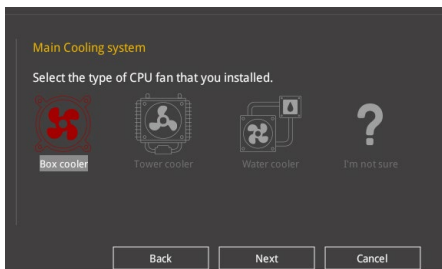 Main Cooling system
Select the type of CPU fan that you installed.
Box cooler Tower cooler Water cooler I'm not sure
Back Next Cancel